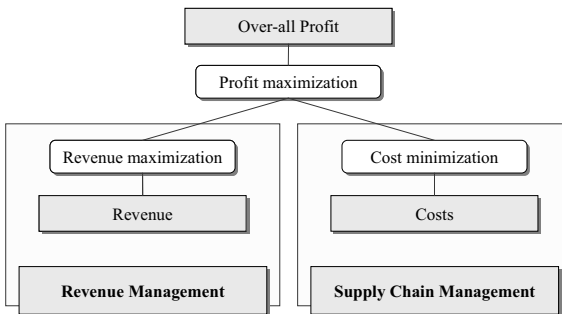 Over-all Profit
Profit maximization
Revenue maximization
Cost minimization
Revenue
Costs
Revenue Management
Supply Chain Management